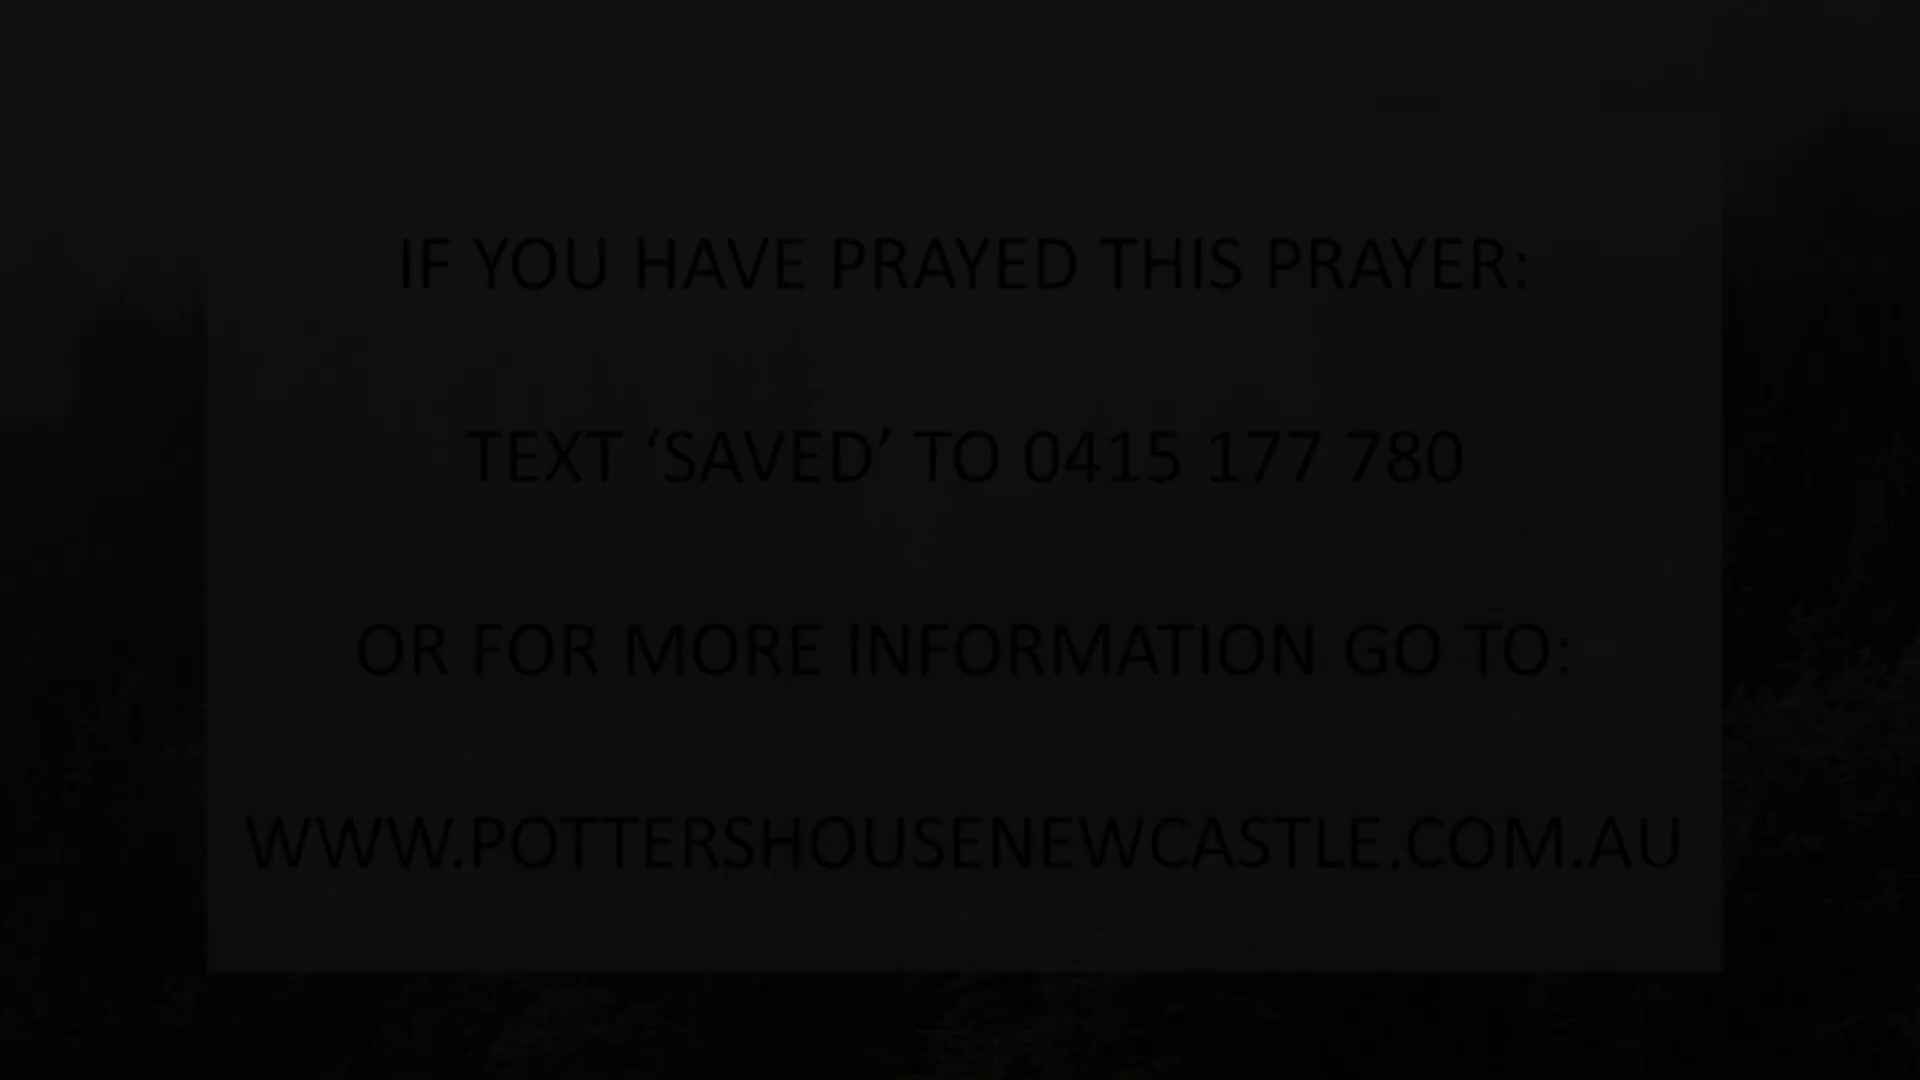 IF YOU HAVE PRAYED THIS PRAYER:
TEXT ‘SAVED’ TO 0415 177 780
OR FOR MORE INFORMATION GO TO:
WWW.POTTERSHOUSENEWCASTLE.COM.AU